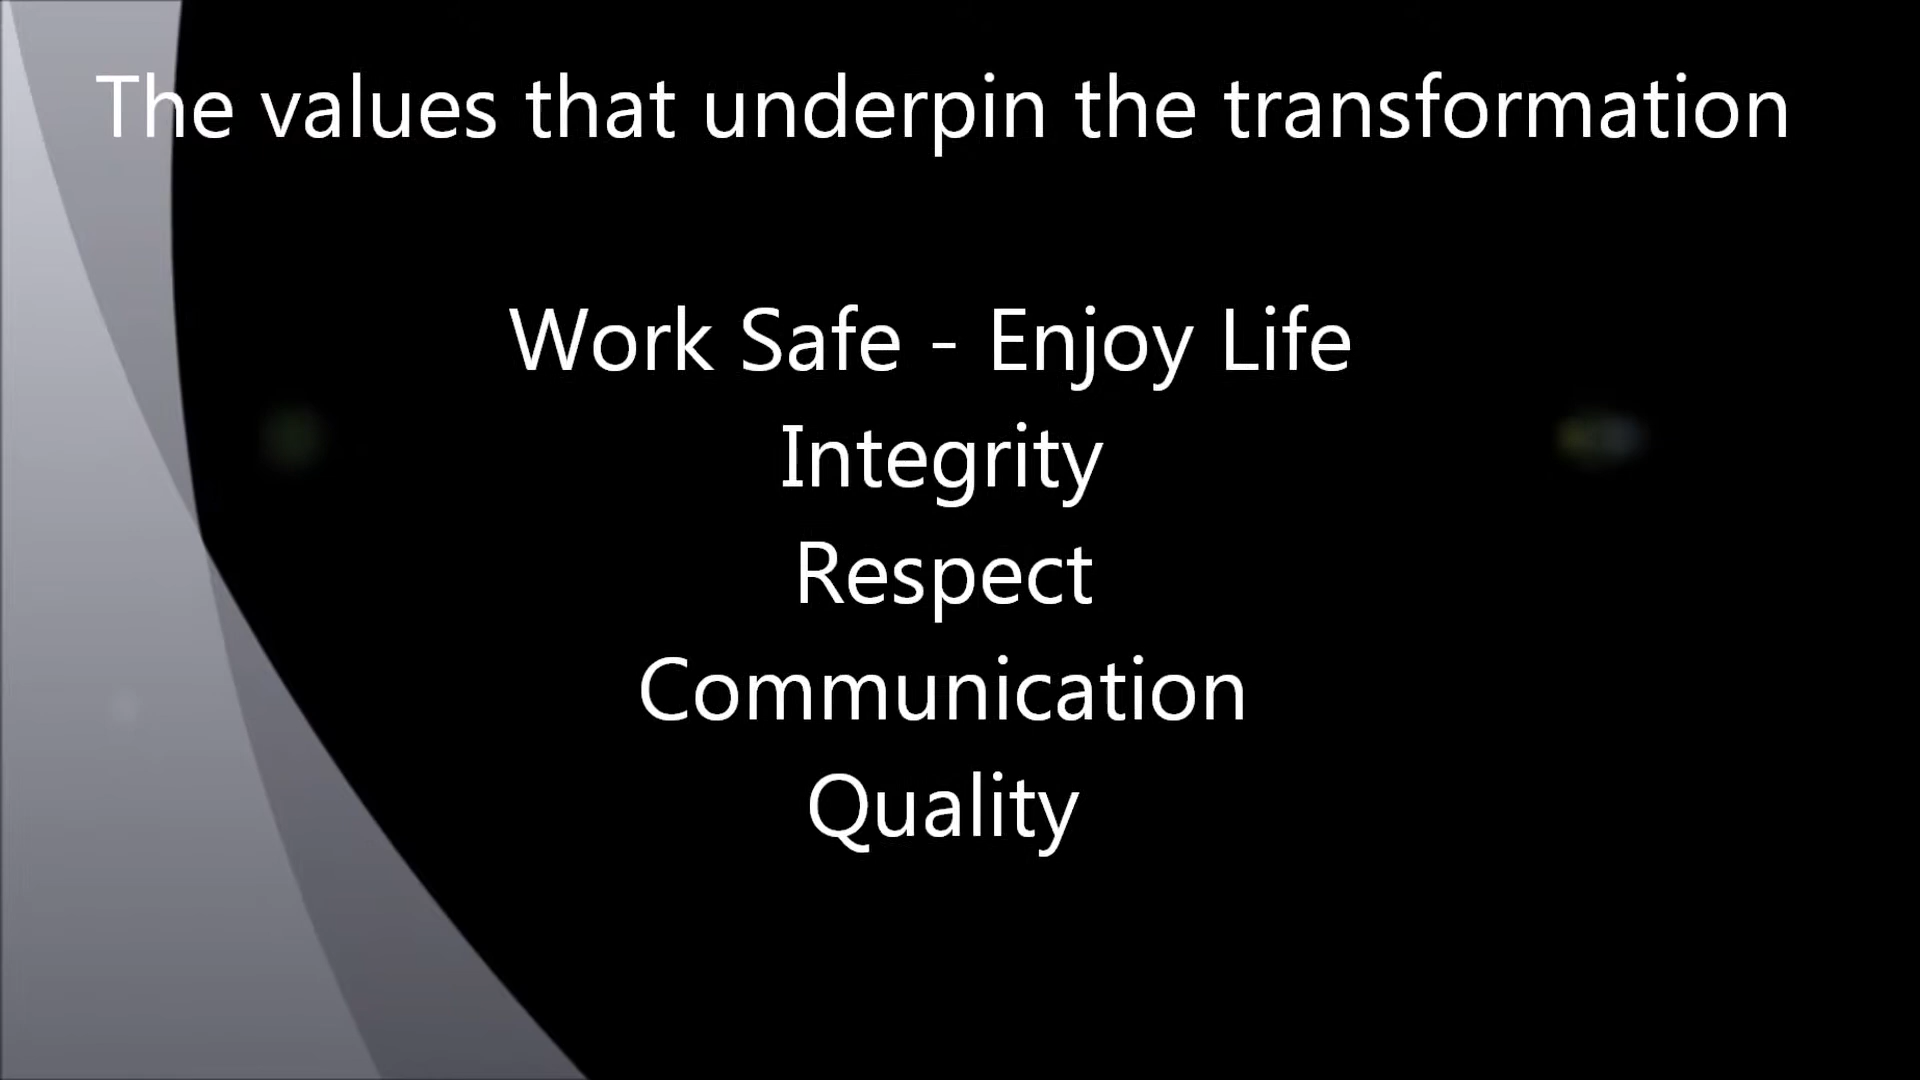 The values that underpin the transformation
Work Safe - Enjoy Life
Integrity
Respect
Communication
Quality